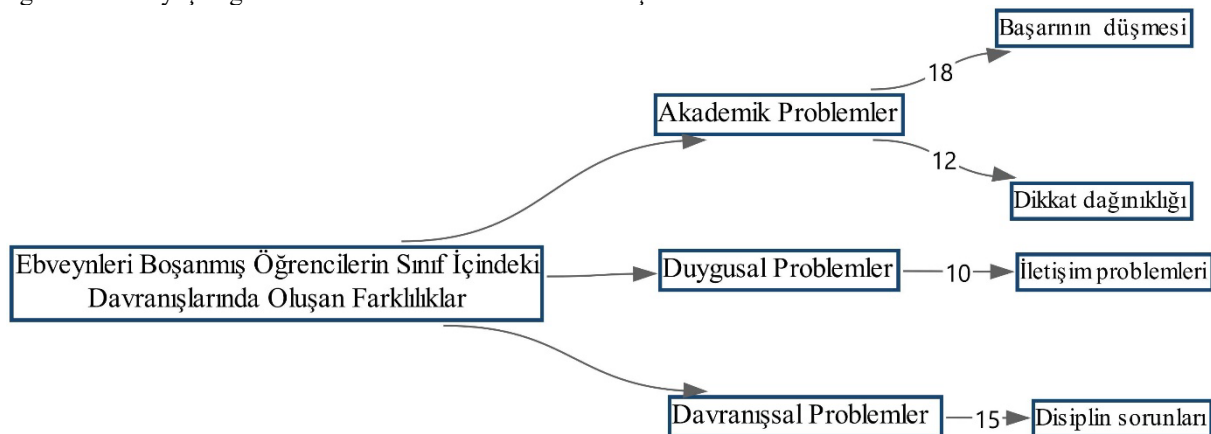 Başarının düşmesi
18
Akademik Problemler
12
Dikkat dağınıklığı
Ebveynleri Boşanmış Öğrencilerin Sınıf İçindeki
Davranışlarında Oluşan Farklılıklar
Duygusal Problemler
10
İletişim problemleri
Davranışsal Problemler
15
Disiplin sorunları